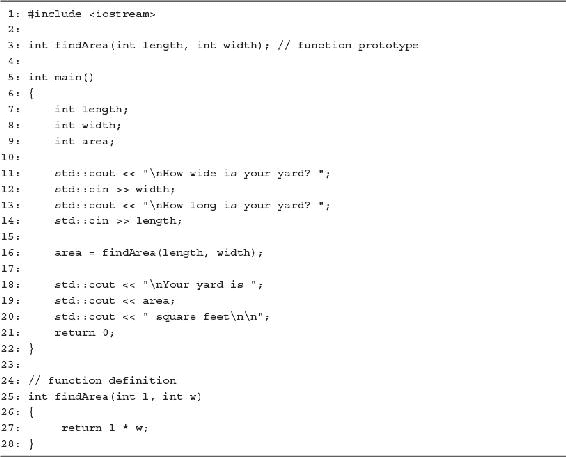 1: #include <iostream>
2:
3: int findArea(int length, int width); // function prototype
4:
5: int main()
6: {
7:     int length;
8:     int width;
9:     int area;
10:
11:     std::cout << "\nHow wide is your yard? ";
12:     std::cin >> width;
13:     std::cout << "\nHow long is your yard? ";
14:     std::cin >> length;
15:
16:     area = findArea(length, width);
17:
18:     std::cout << "\nYour yard is ";
19:     std::cout << area;
20:     std::cout << " square feet\n\n";
21:     return 0;
22: }
23:
24: // function definition
25: int findArea(int l, int w)
26: {
27:      return l * w;
28: }